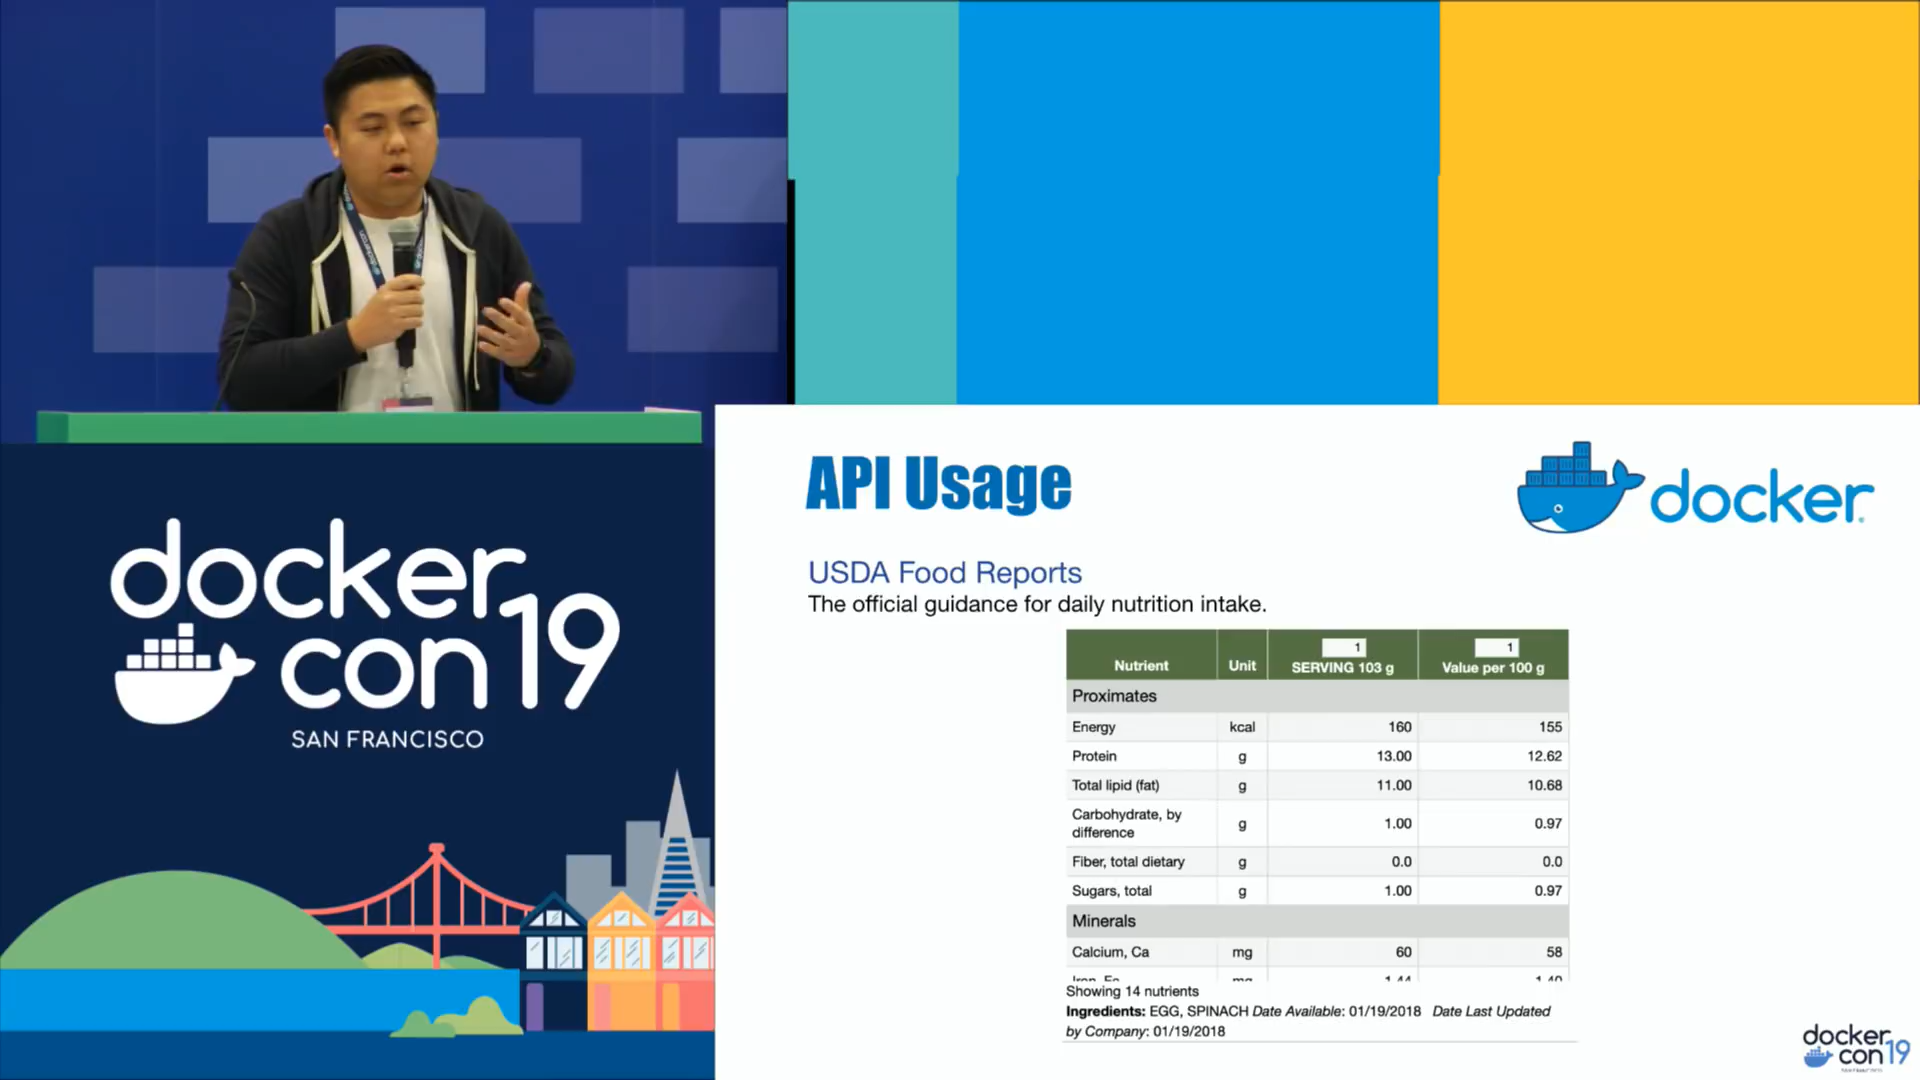 docker
con 19
SAN FRANCISCO
API Usage
docker
USDA Food Reports
The official guidance for daily nutrition intake.
Nutrient Unit 1 SERVING 103 g 1 Value per 100 g
Proximates
Energy kcal 160 155
Protein g 13.00 12.62
Total lipid (fat) g 11.00 10.68
Carbohydrate, by
difference g 1.00 0.97
Fiber, total dietary g 0.0 0.0
Sugars, total g 1.00 0.97
Minerals
Calcium, Ca mg 60 58
Showing 14 nutrients
Ingredients: EGG, SPINACH Date Available: 01/19/2018 Date Last Updated
by Company: 01/19/2018
docker
con 19